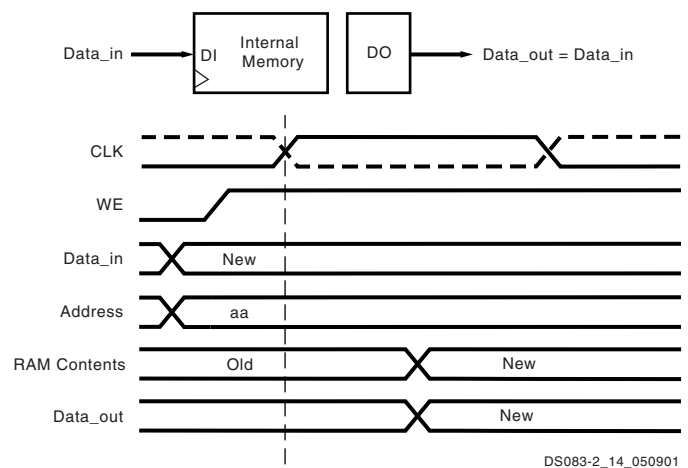 Data_in
DI
Internal
Memory
DO
Data_out = Data_in
CLK
WE
Data_in
New
Address
aa
RAM Contents
Old
New
Data_out
New
DS083-2_14_050901